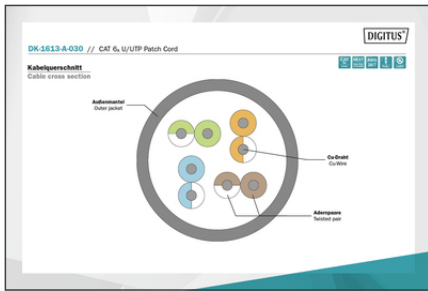 DIGITUS®
DK-1613-A-030 // CAT 6A U/UTP Patch Cord
Kabelquerschnitt
Cable cross section
Außenmantel
Outer jacket
Cu-Draht
Cu-Wire
Adernpaare
Twisted pair